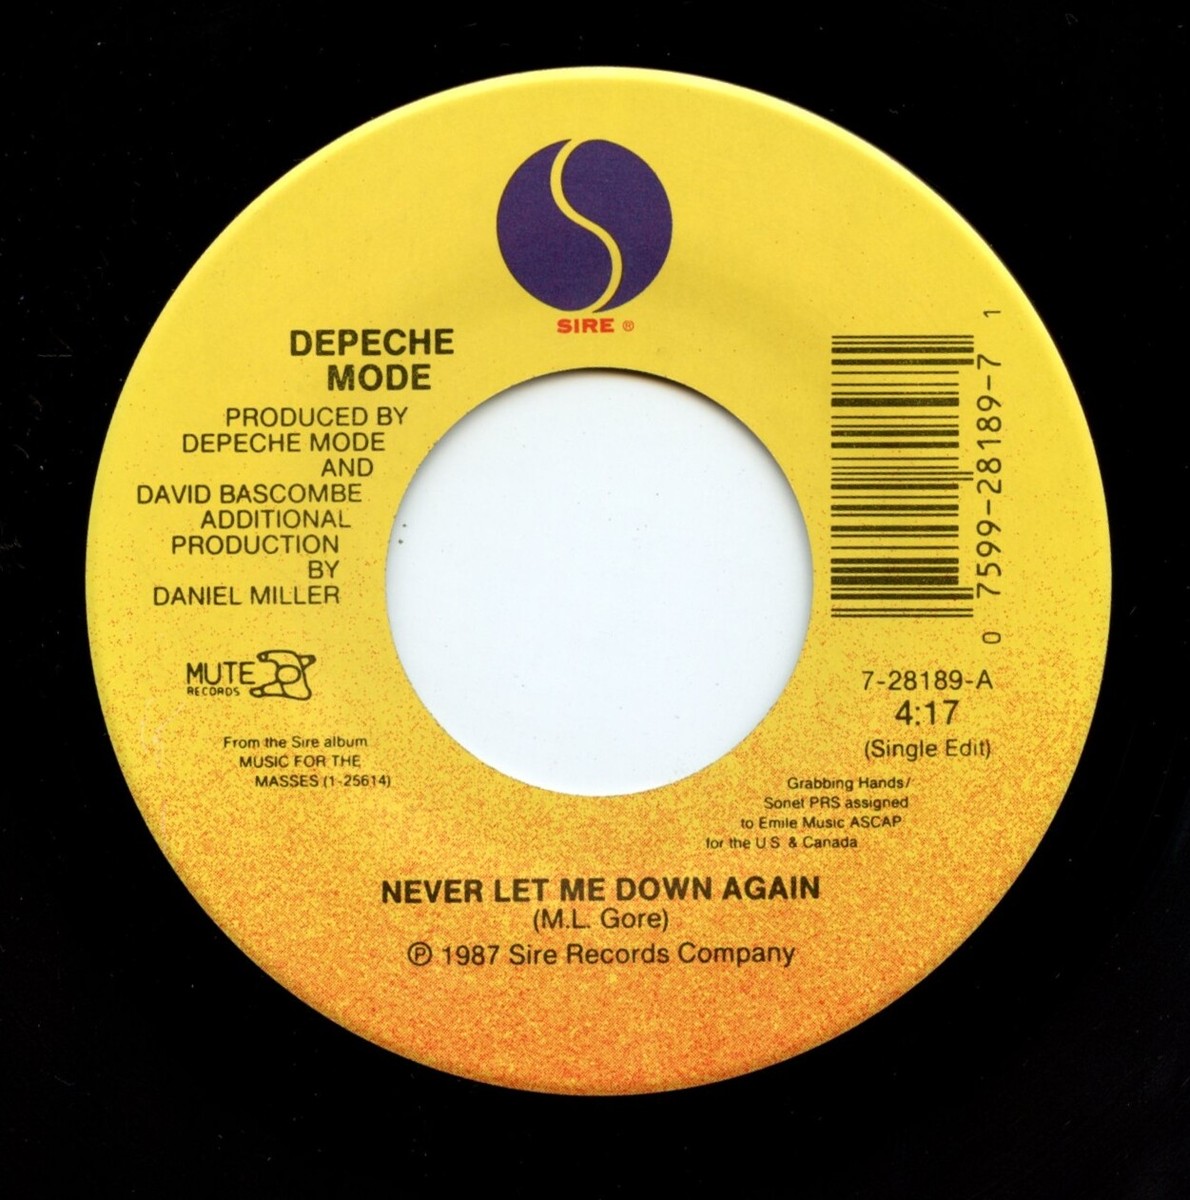 SIRE ®
DEPECHE
MODE
PRODUCED BY
DEPECHE MODE
AND
DAVID BASCOMBE
ADDITIONAL
PRODUCTION
BY
DANIEL MILLER
MUTE
RECORDS
From the Sire album
MUSIC FOR THE
MASSES (1-25614)
0 7599-28189-7 1
7-28189-A
4:17
(Single Edit)
Grabbing Hands/
Sonet PRS assigned
to Emile Music ASCAP
for the U S & Canada
NEVER LET ME DOWN AGAIN
(M.L. Gore)
℗ 1987 Sire Records Company